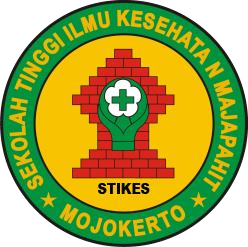 SEKOLAH TINGGI ILMU KESEHATA N MAJAPAHIT
STIKES
MOJOKERTO